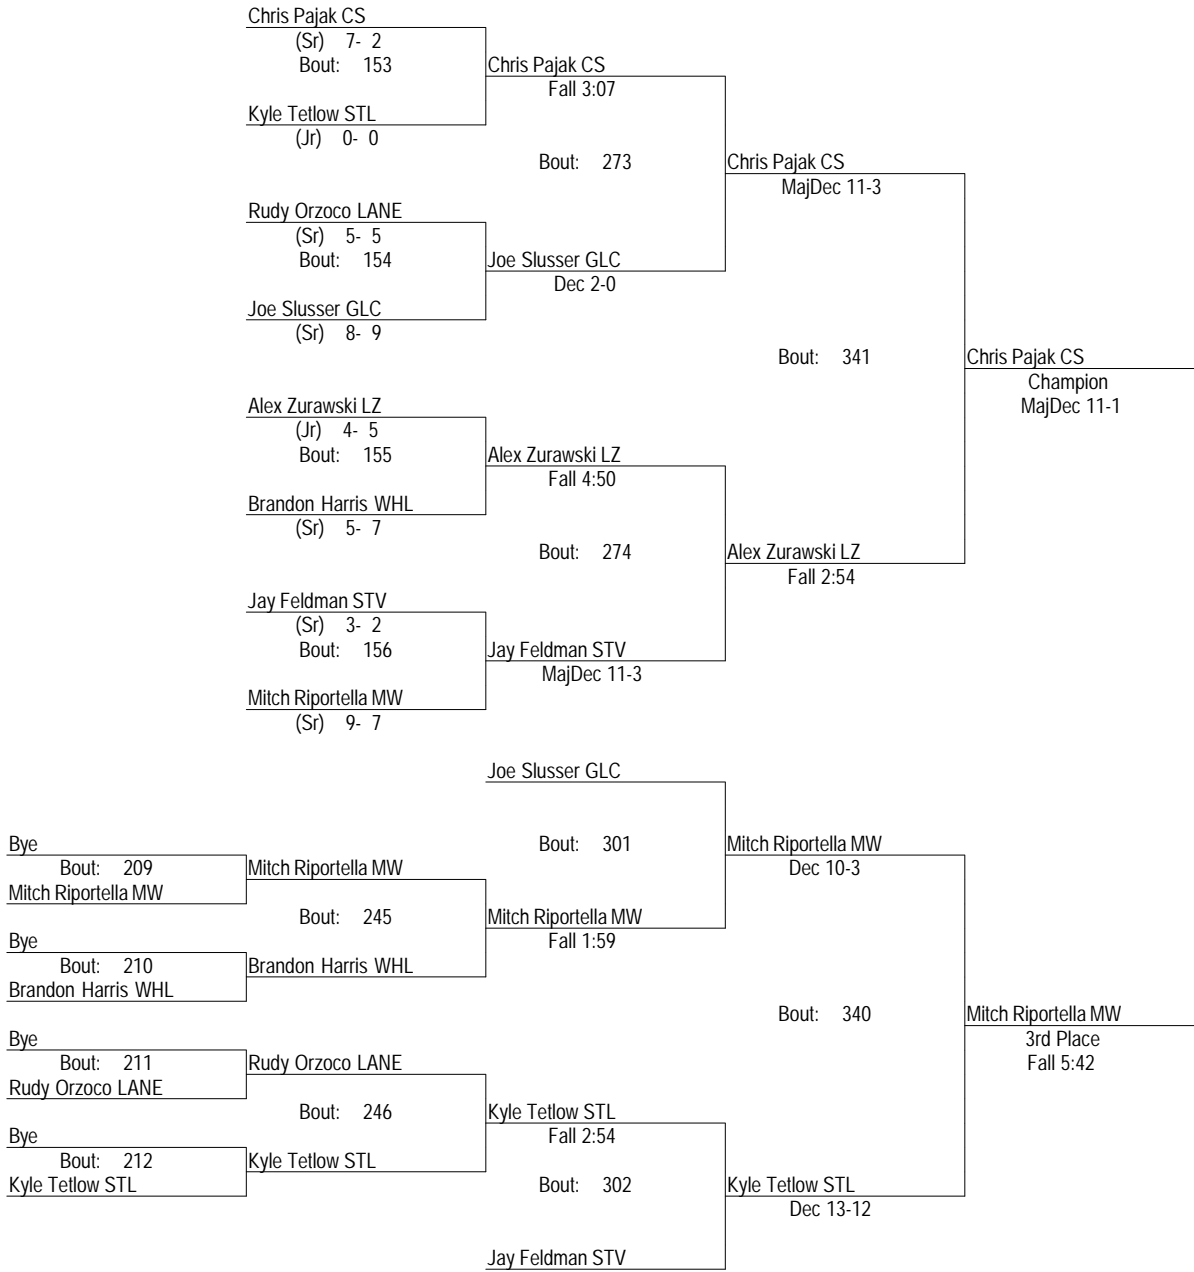 Chris Pajak CS
(Sr) 7- 2
Bout: 153
Chris Pajak CS
Fall 3:07
Kyle Tetlow STL
(Jr) 0- 0
Bout: 273
Chris Pajak CS
MajDec 11-3
Rudy Orzoco LANE
(Sr) 5- 5
Bout: 154
Joe Slusser GLC
Dec 2-0
Joe Slusser GLC
(Sr) 8- 9
Bout: 341
Chris Pajak CS
Champion
MajDec 11-1
Alex Zurawski LZ
(Jr) 4- 5
Bout: 155
Alex Zurawski LZ
Fall 4:50
Brandon Harris WHL
(Sr) 5- 7
Bout: 274
Alex Zurawski LZ
Fall 2:54
Jay Feldman STV
(Sr) 3- 2
Bout: 156
Jay Feldman STV
MajDec 11-3
Mitch Riportella MW
(Sr) 9- 7
Joe Slusser GLC
Bout: 301
Mitch Riportella MW
Dec 10-3
Bye
Bout: 209
Mitch Riportella MW
Mitch Riportella MW
Bout: 245
Mitch Riportella MW
Fall 1:59
Bye
Bout: 210
Brandon Harris WHL
Brandon Harris WHL
Bout: 340
Mitch Riportella MW
3rd Place
Fall 5:42
Bye
Bout: 211
Rudy Orzoco LANE
Rudy Orzoco LANE
Bout: 246
Kyle Tetlow STL
Fall 2:54
Bye
Bout: 212
Kyle Tetlow STL
Kyle Tetlow STL
Bout: 302
Kyle Tetlow STL
Dec 13-12
Jay Feldman STV